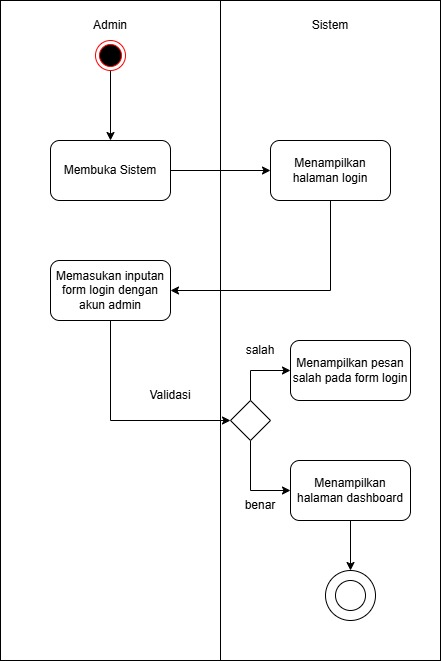 Admin
Sistem
Membuka Sistem
Menampilkan
halaman login
Memasukan inputan
form login dengan
akun admin
salah
Menampilkan pesan
salah pada form login
Validasi
benar
Menampilkan
halaman dashboard